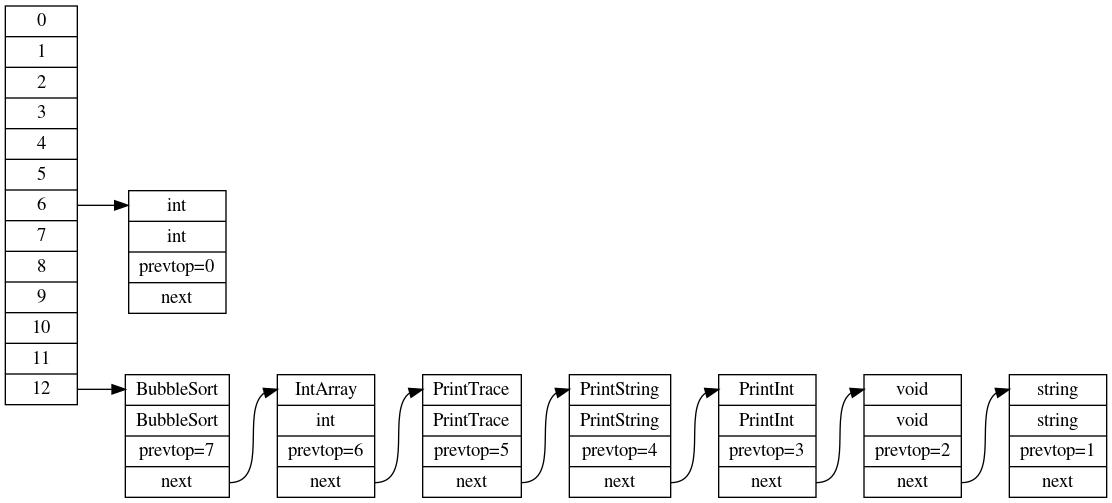 0
1
2
3
4
5
6
7
8
9
10
11
12
int
int
prevtop=0
next
BubbleSort
BubbleSort
prevtop=7
next
IntArray
int
prevtop=6
next
PrintTrace
PrintTrace
prevtop=5
next
PrintString
PrintString
prevtop=4
next
PrintInt
PrintInt
prevtop=3
next
void
void
prevtop=2
next
string
string
prevtop=1
next